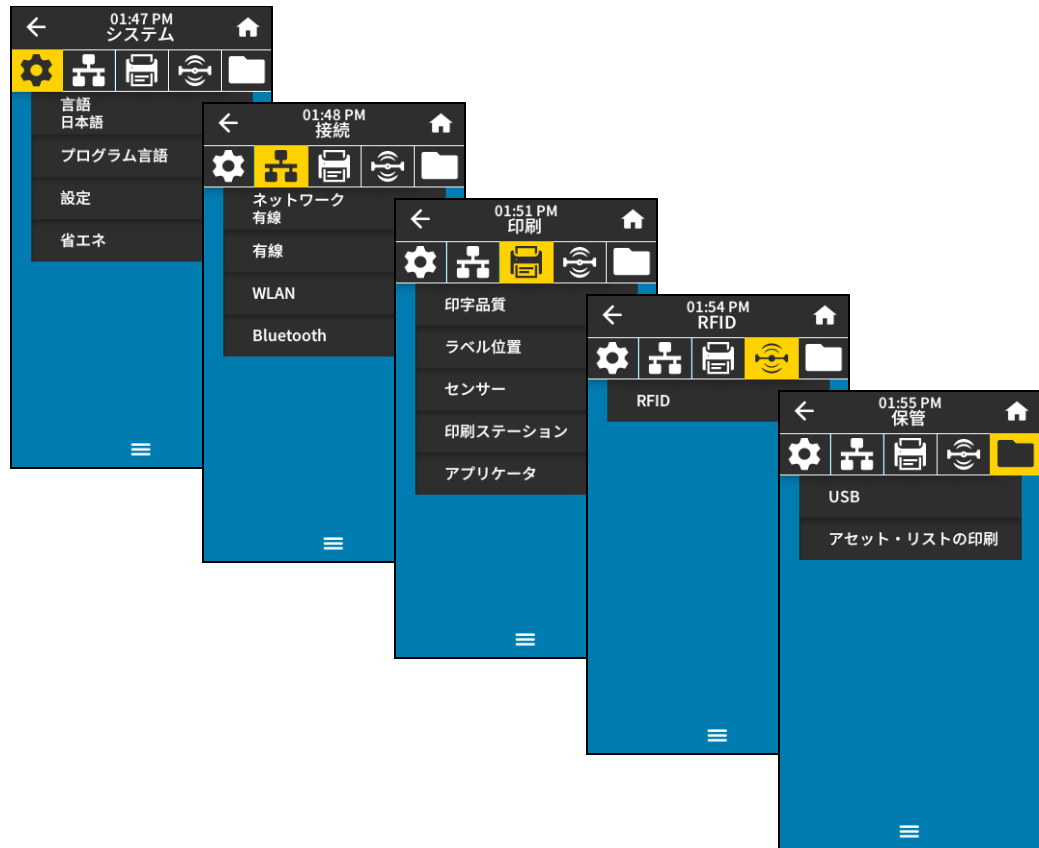 01:47 PM
システム
言語
日本語
プログラム言語
設定
省エネ
01:48 PM
接続
ネットワーク
有線
有線
WLAN
Bluetooth
01:51 PM
印刷
印字品質
ラベル位置
センサー
印刷ステーション
アプリケータ
01:54 PM
RFID
RFID
01:55 PM
保管
USB
アセット・リストの印刷